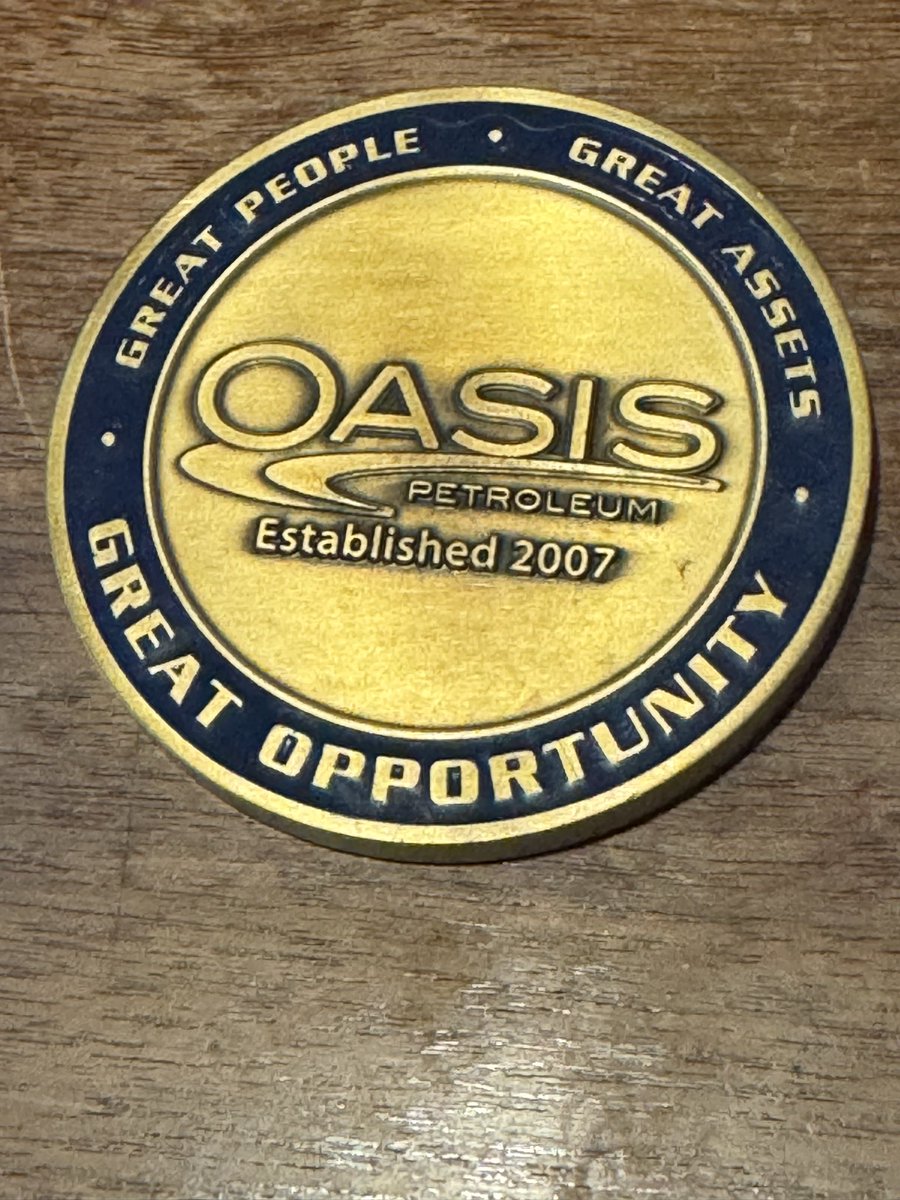 GREAT PEOPLE • GREAT ASSETS
OASIS
PETROLEUM
Established 2007
• GREAT OPPORTUNITY •